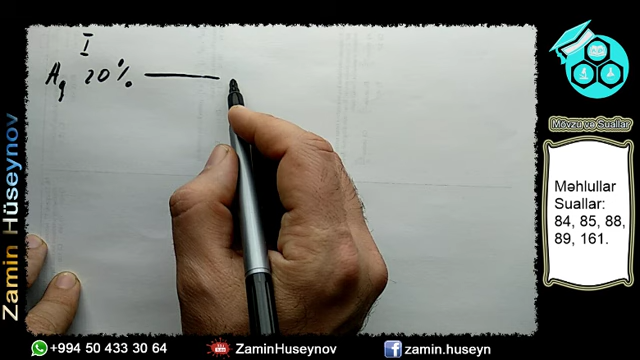 I
Ag 20%
Zamin Hüseynov
Mövzu və Suallar
Məhlullar
Suallar:
84, 85, 88,
89, 161.
+994 50 433 30 64
ZaminHuseynov
zamin.huseyn